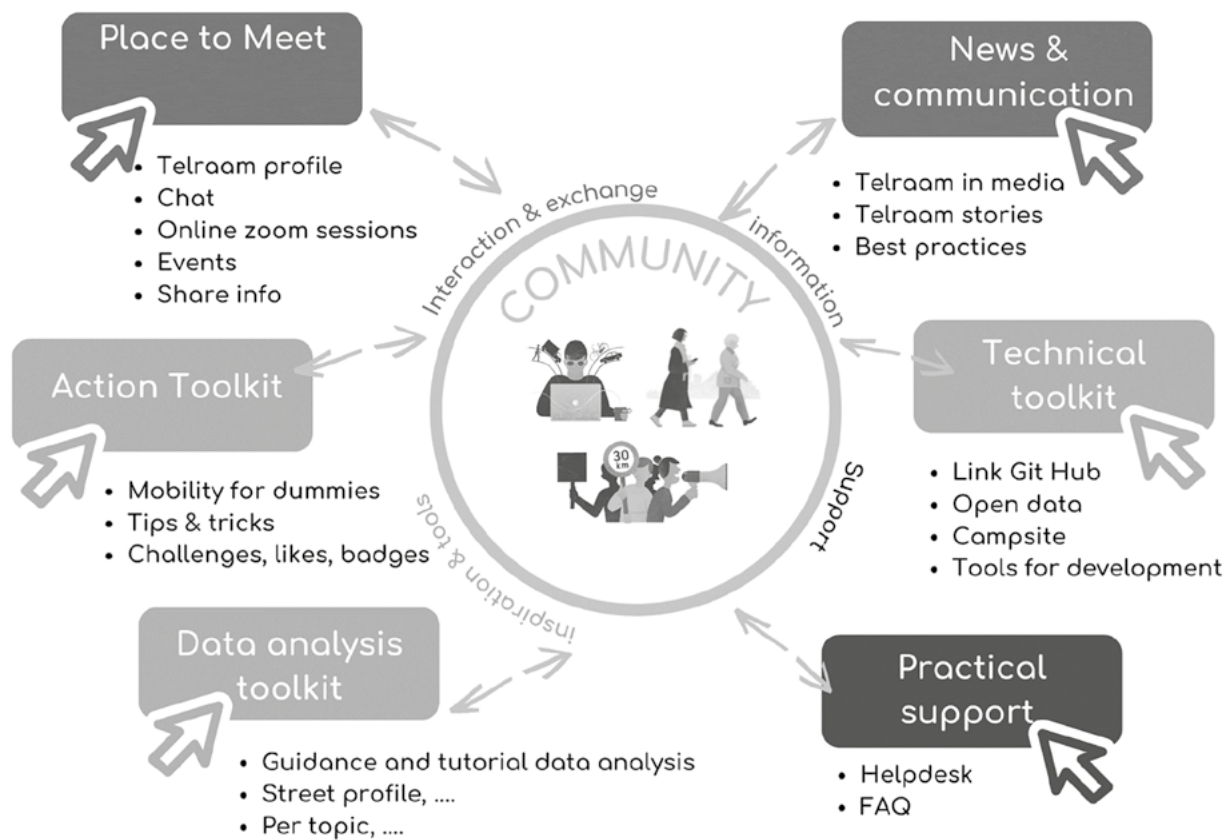 Place to Meet
• Telraam profile
• Chat
• Online zoom sessions
• Events
• Share info
News &
communication
• Telraam in media
• Telraam stories
• Best practices
Interaction & exchange
information
COMMUNITY
30
km
Support
inspiration & tools
Action Toolkit
• Mobility for dummies
• Tips & tricks
• Challenges, likes, badges
Technical
toolkit
• Link Git Hub
• Open data
• Campsite
• Tools for development
Data analysis
toolkit
• Guidance and tutorial data analysis
• Street profile, ....
• Per topic, ....
Practical
support
• Helpdesk
• FAQ